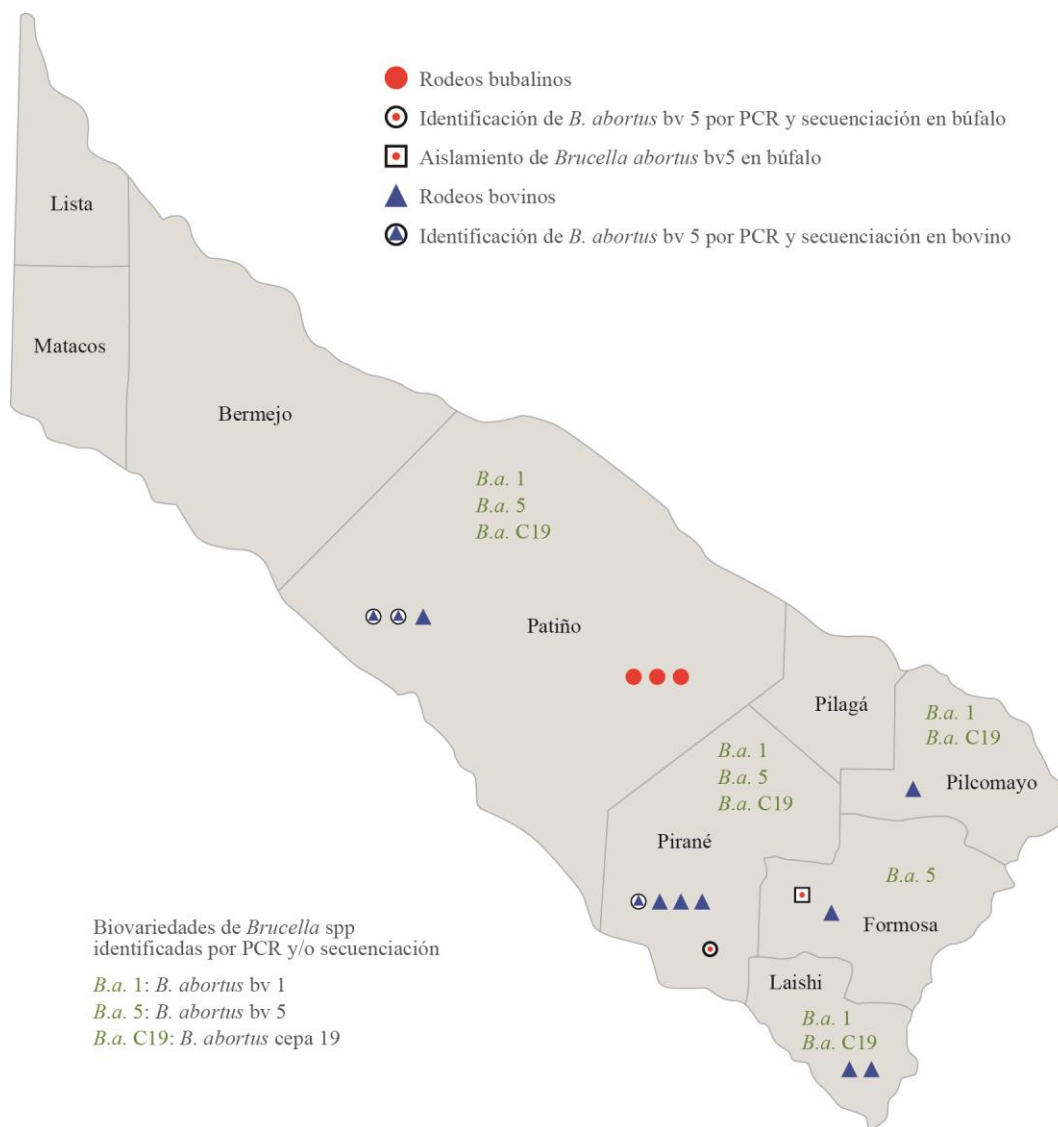 Rodeos bubalinos
Identificación de B. abortus bv 5 por PCR y secuenciación en búfalo
Aislamiento de Brucella abortus bv5 en búfalo
Rodeos bovinos
Identificación de B. abortus bv 5 por PCR y secuenciación en bovino
Lista
Matacos
Bermejo
B.a. 1
B.a. 5
B.a. C19
Patiño
Pilagá
B.a. 1
B.a. C19
Pilcomayo
B.a. 1
B.a. 5
B.a. C19
Pirané
B.a. 5
Formosa
Laishi
B.a. 1
B.a. C19
Biovariedades de Brucella spp
identificadas por PCR y/o secuenciación
B.a. 1: B. abortus bv 1
B.a. 5: B. abortus bv 5
B.a. C19: B. abortus cepa 19